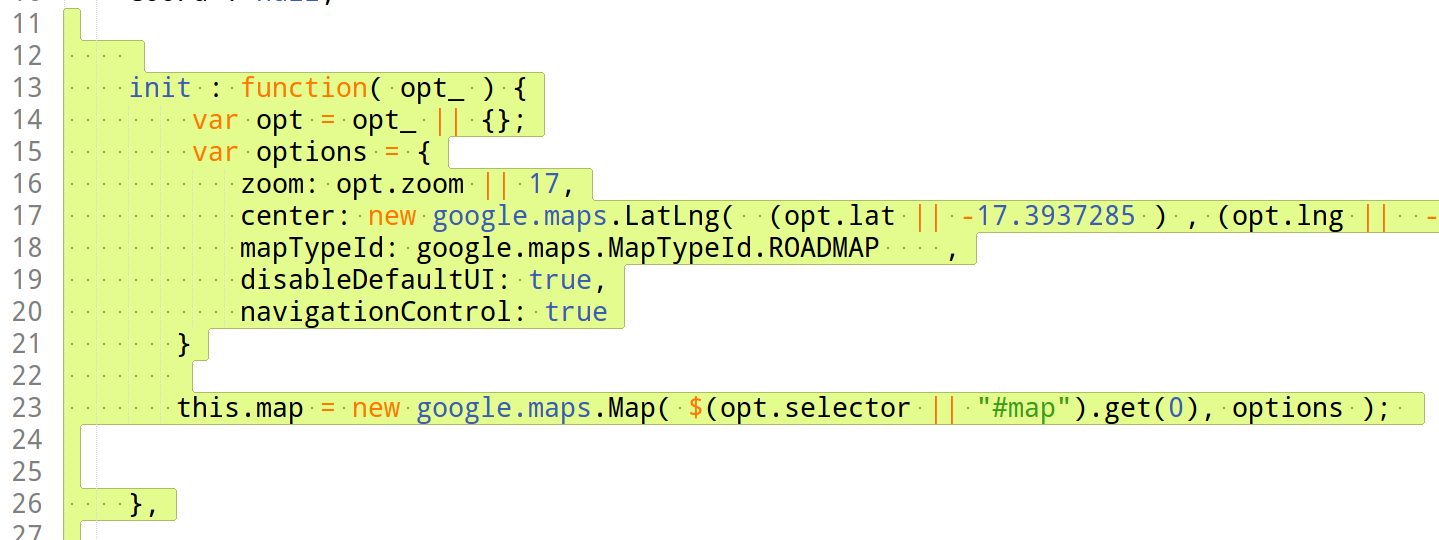 11
12
13 init : function( opt_ ) {
14 var opt = opt_ || {};
15 var options = {
16 zoom: opt.zoom || 17,
17 center: new google.maps.LatLng( (opt.lat || -17.3937285 ) , (opt.lng || -
18 mapTypeId: google.maps.MapTypeId.ROADMAP ,
19 disableDefaultUI: true,
20 navigationControl: true
21 }
22
23 this.map = new google.maps.Map( $(opt.selector || "#map").get(0), options );
24
25
26 },
27